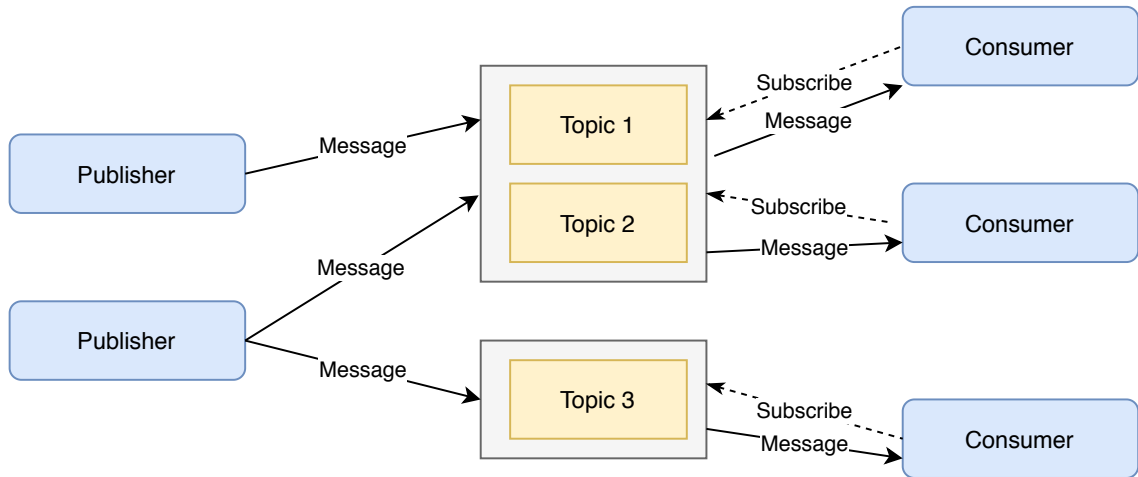 Consumer
Subscribe
Topic 1
Message
Message
Publisher
Consumer
Subscribe
Topic 2
Message
Message
Publisher
Message
Topic 3
Subscribe
Message
Consumer